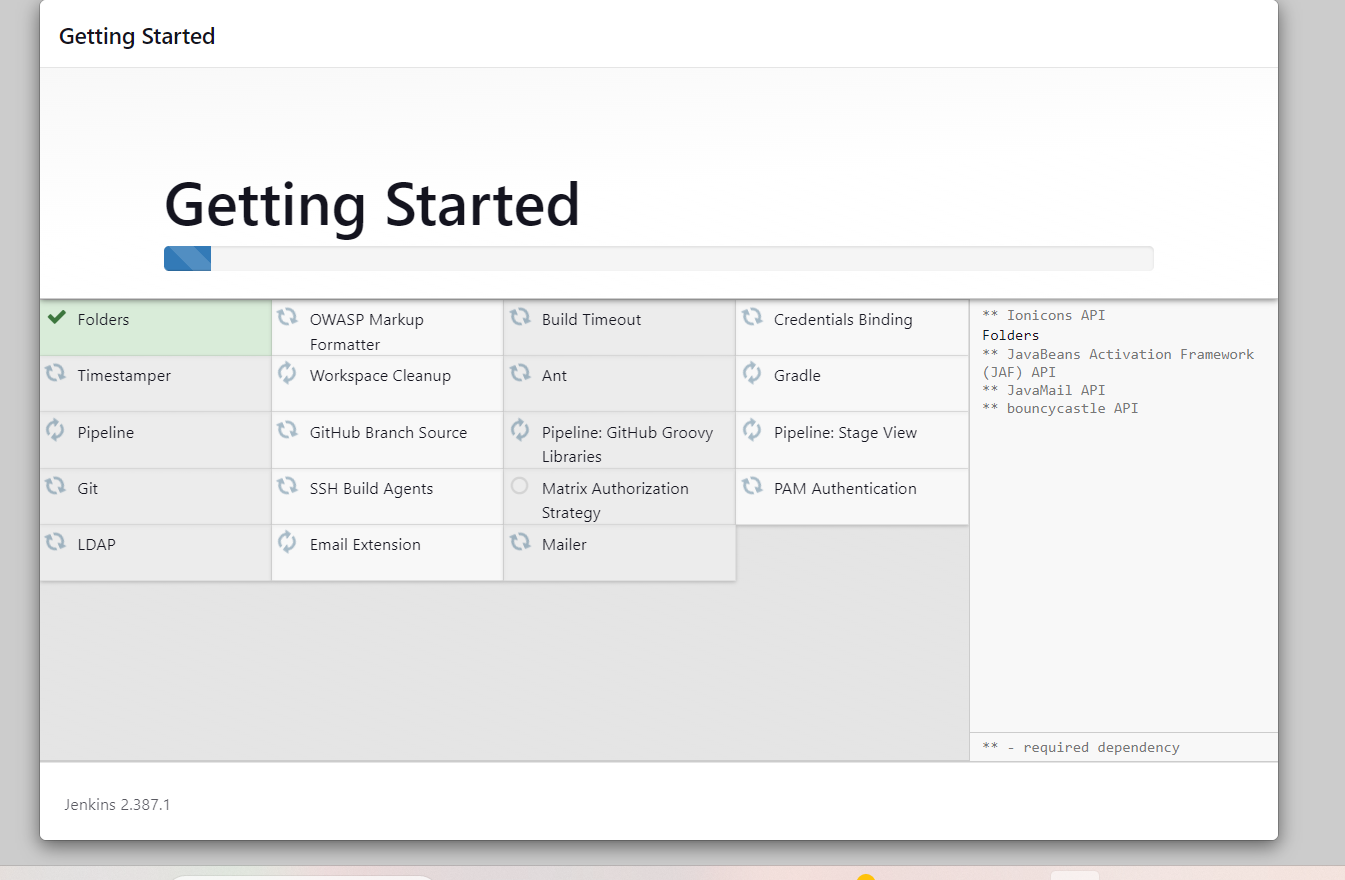 Getting Started
Getting Started
Folders
OWASP Markup
Formatter
Build Timeout
Credentials Binding
Timestamper
Workspace Cleanup
Ant
Gradle
Pipeline
GitHub Branch Source
Pipeline: GitHub Groovy
Libraries
Pipeline: Stage View
Git
SSH Build Agents
Matrix Authorization
Strategy
PAM Authentication
LDAP
Email Extension
Mailer
** Ionicons API
Folders
** JavaBeans Activation Framework
(JAF) API
** JavaMail API
** bouncycastle API
** - required dependency
Jenkins 2.387.1